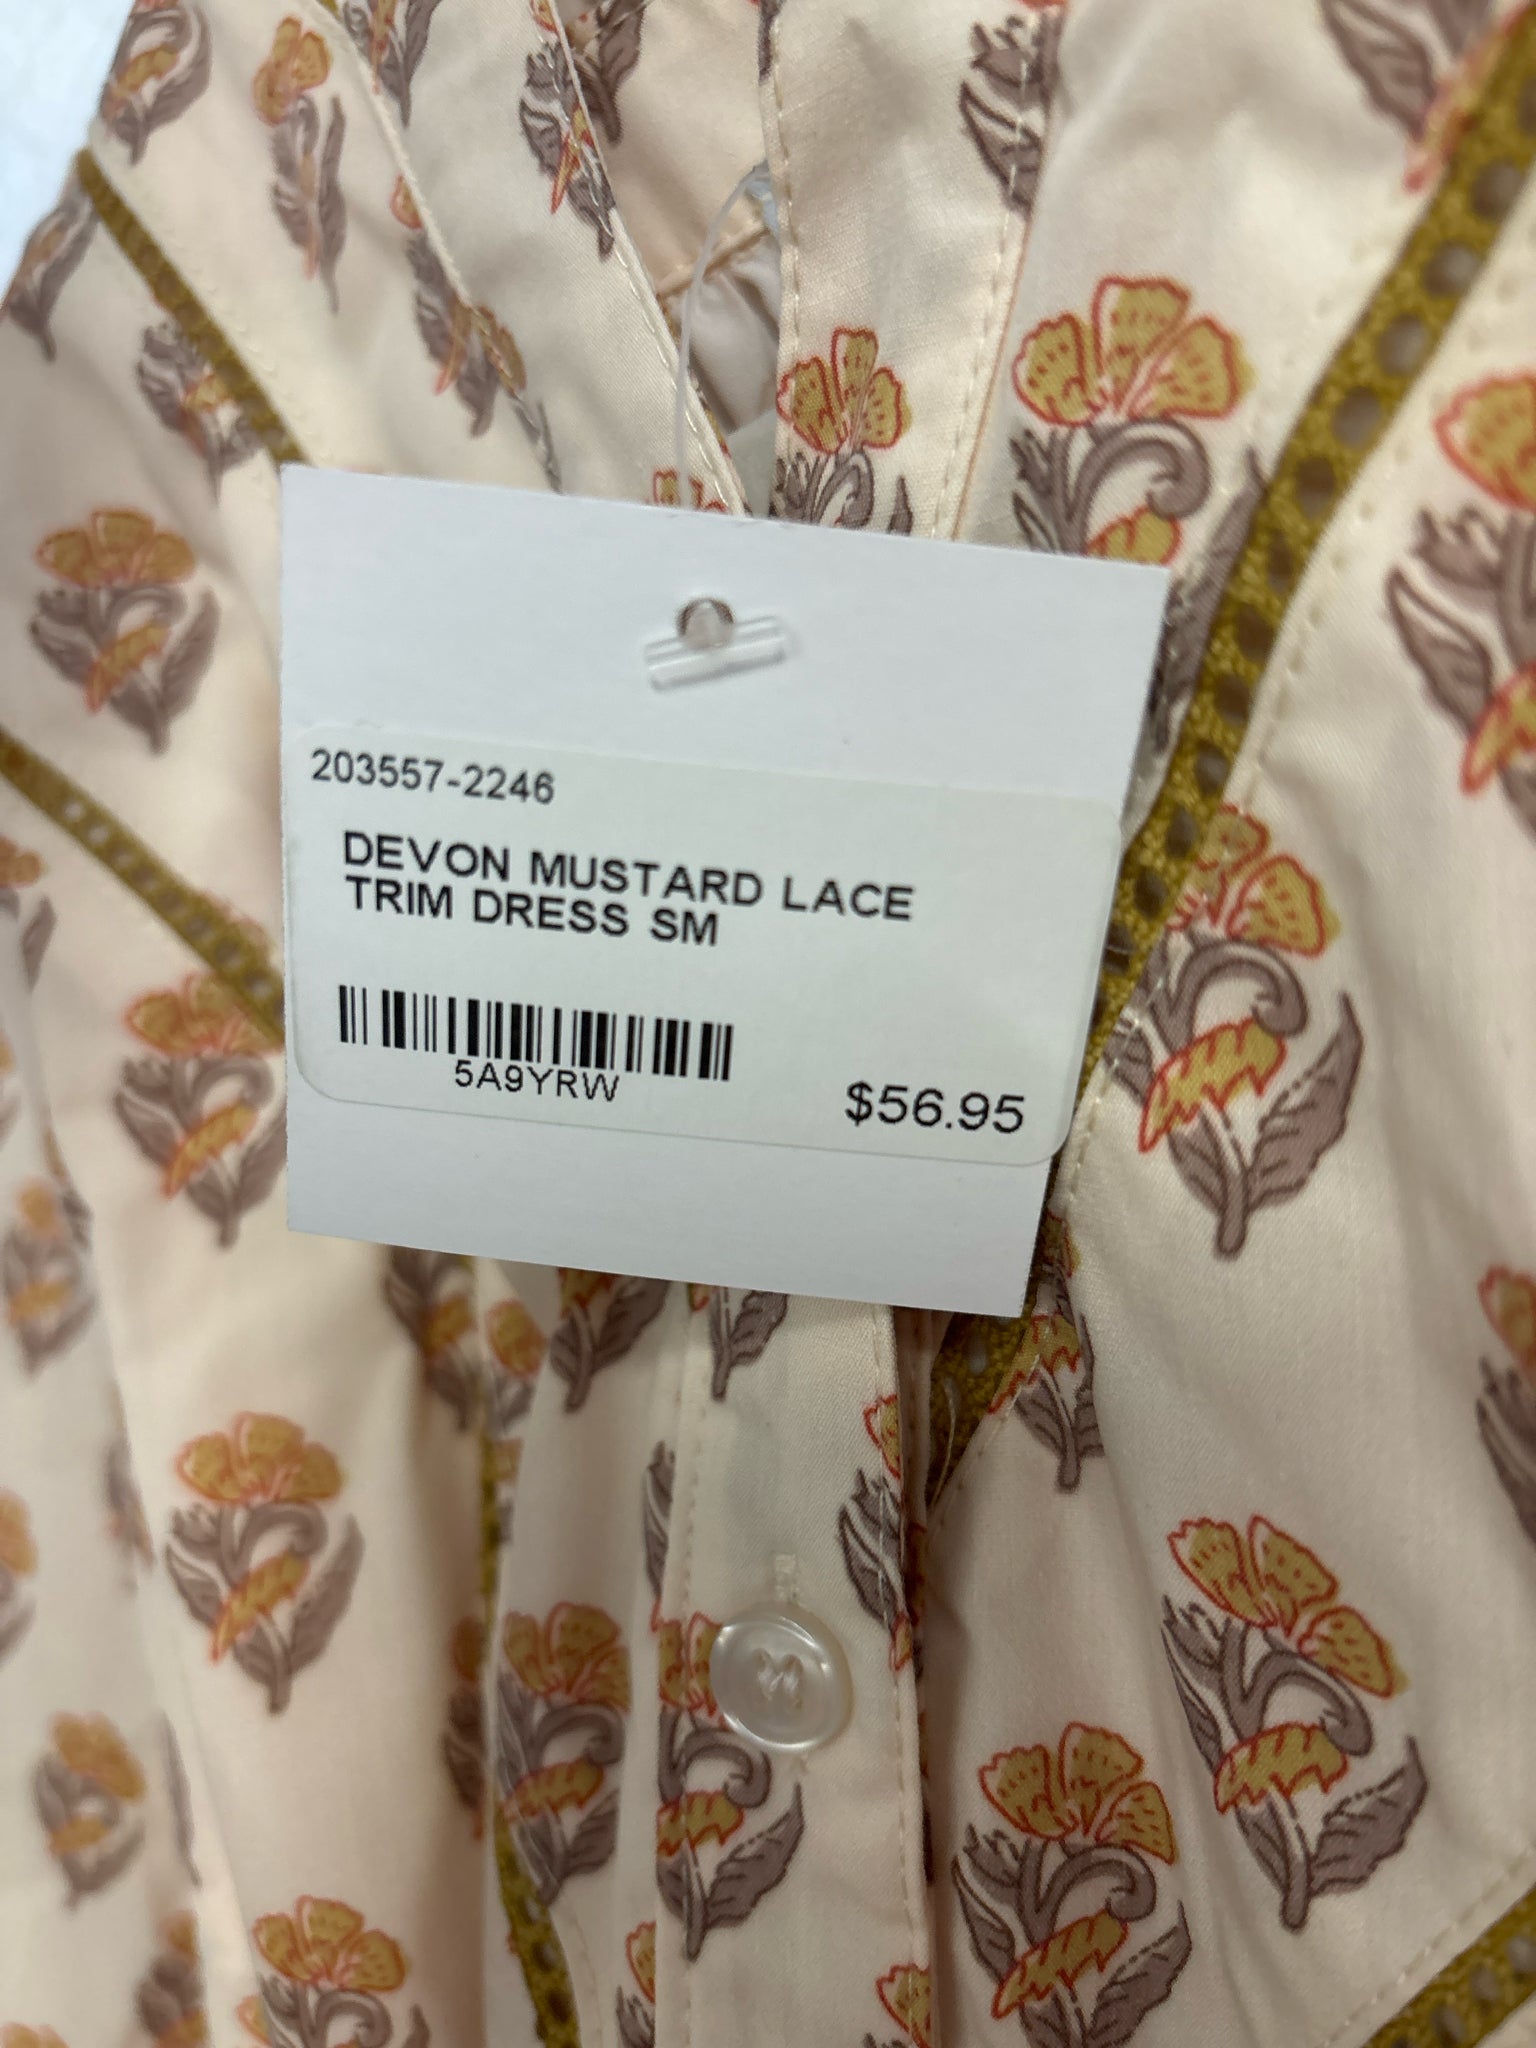 203557-2246
DEVON MUSTARD LACE
TRIM DRESS SM
5A9YRW
$56.95